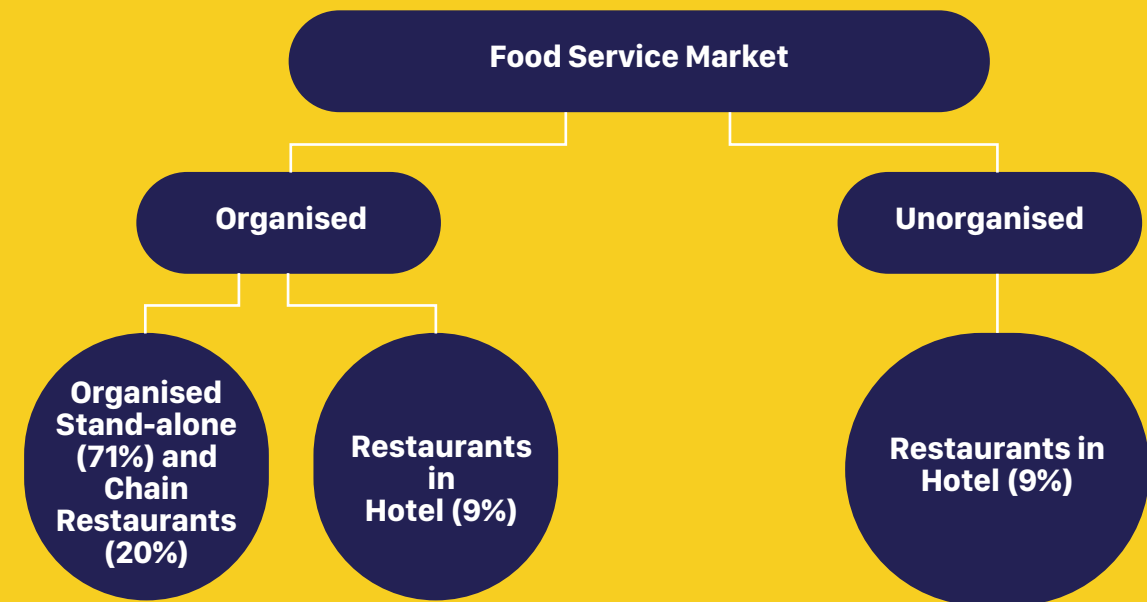 Food Service Market
Organised
Unorganised
Organised
Stand-alone
(71%) and
Chain
Restaurants
(20%)
Restaurants
in
Hotel (9%)
Restaurants in
Hotel (9%)